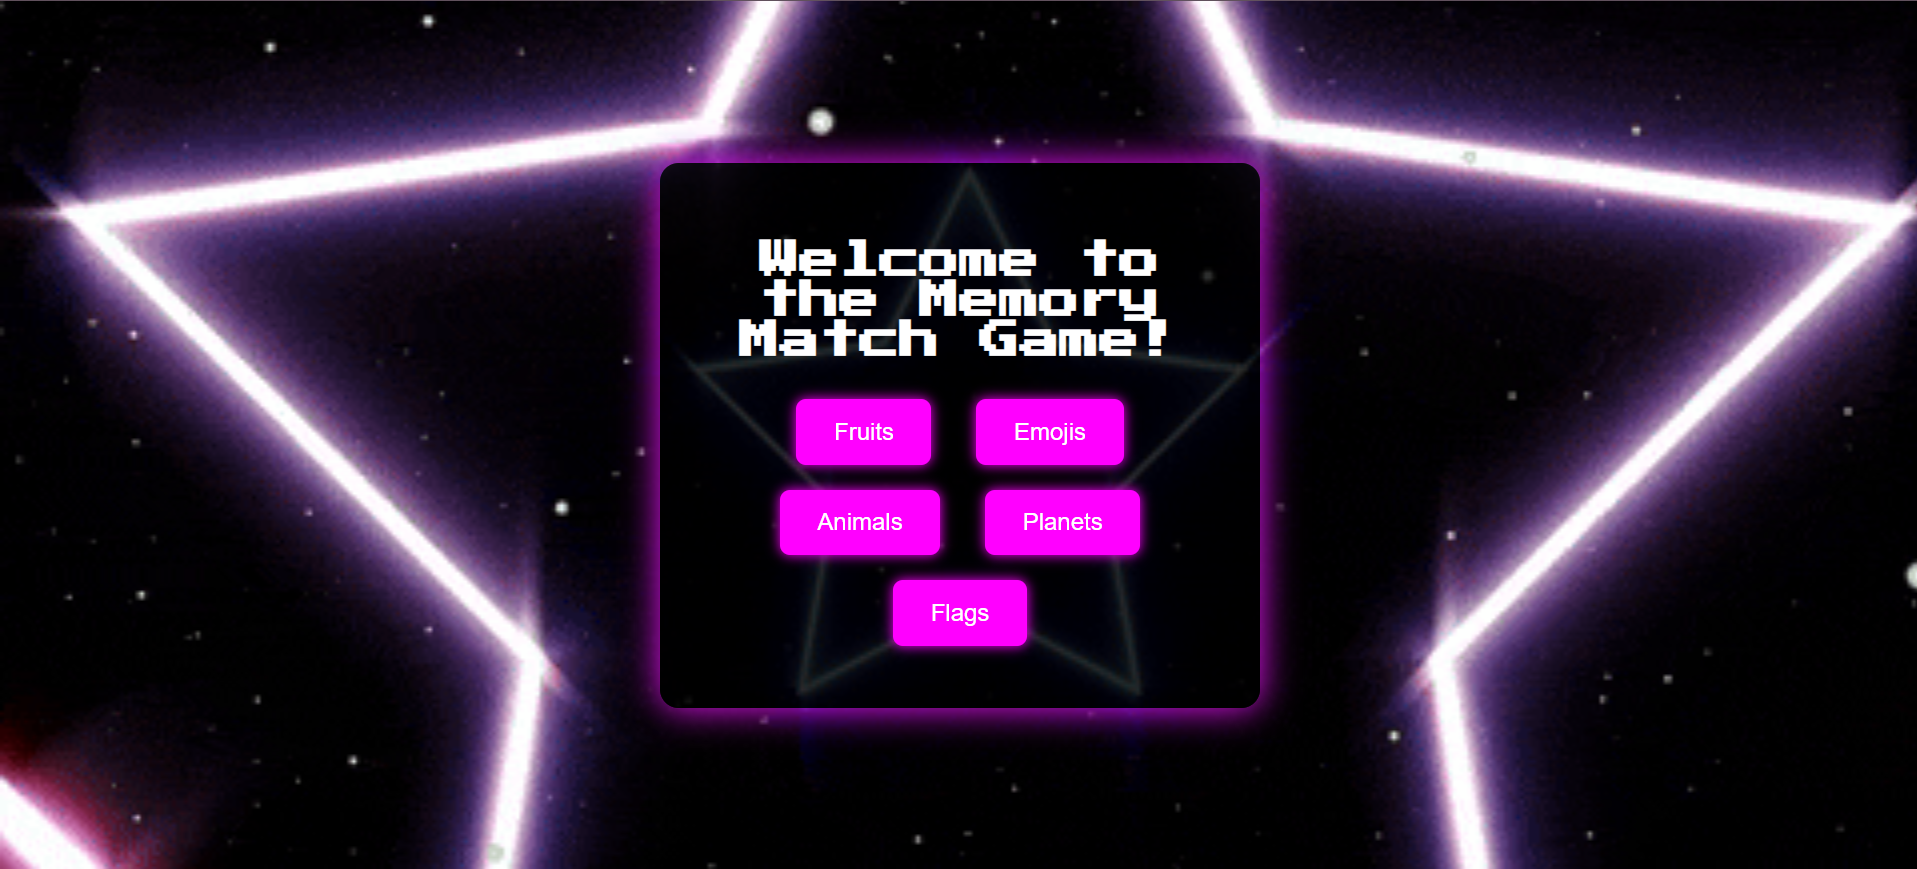 Welcome to
the Memory
Match Game!
Fruits Emojis
Animals Planets
Flags